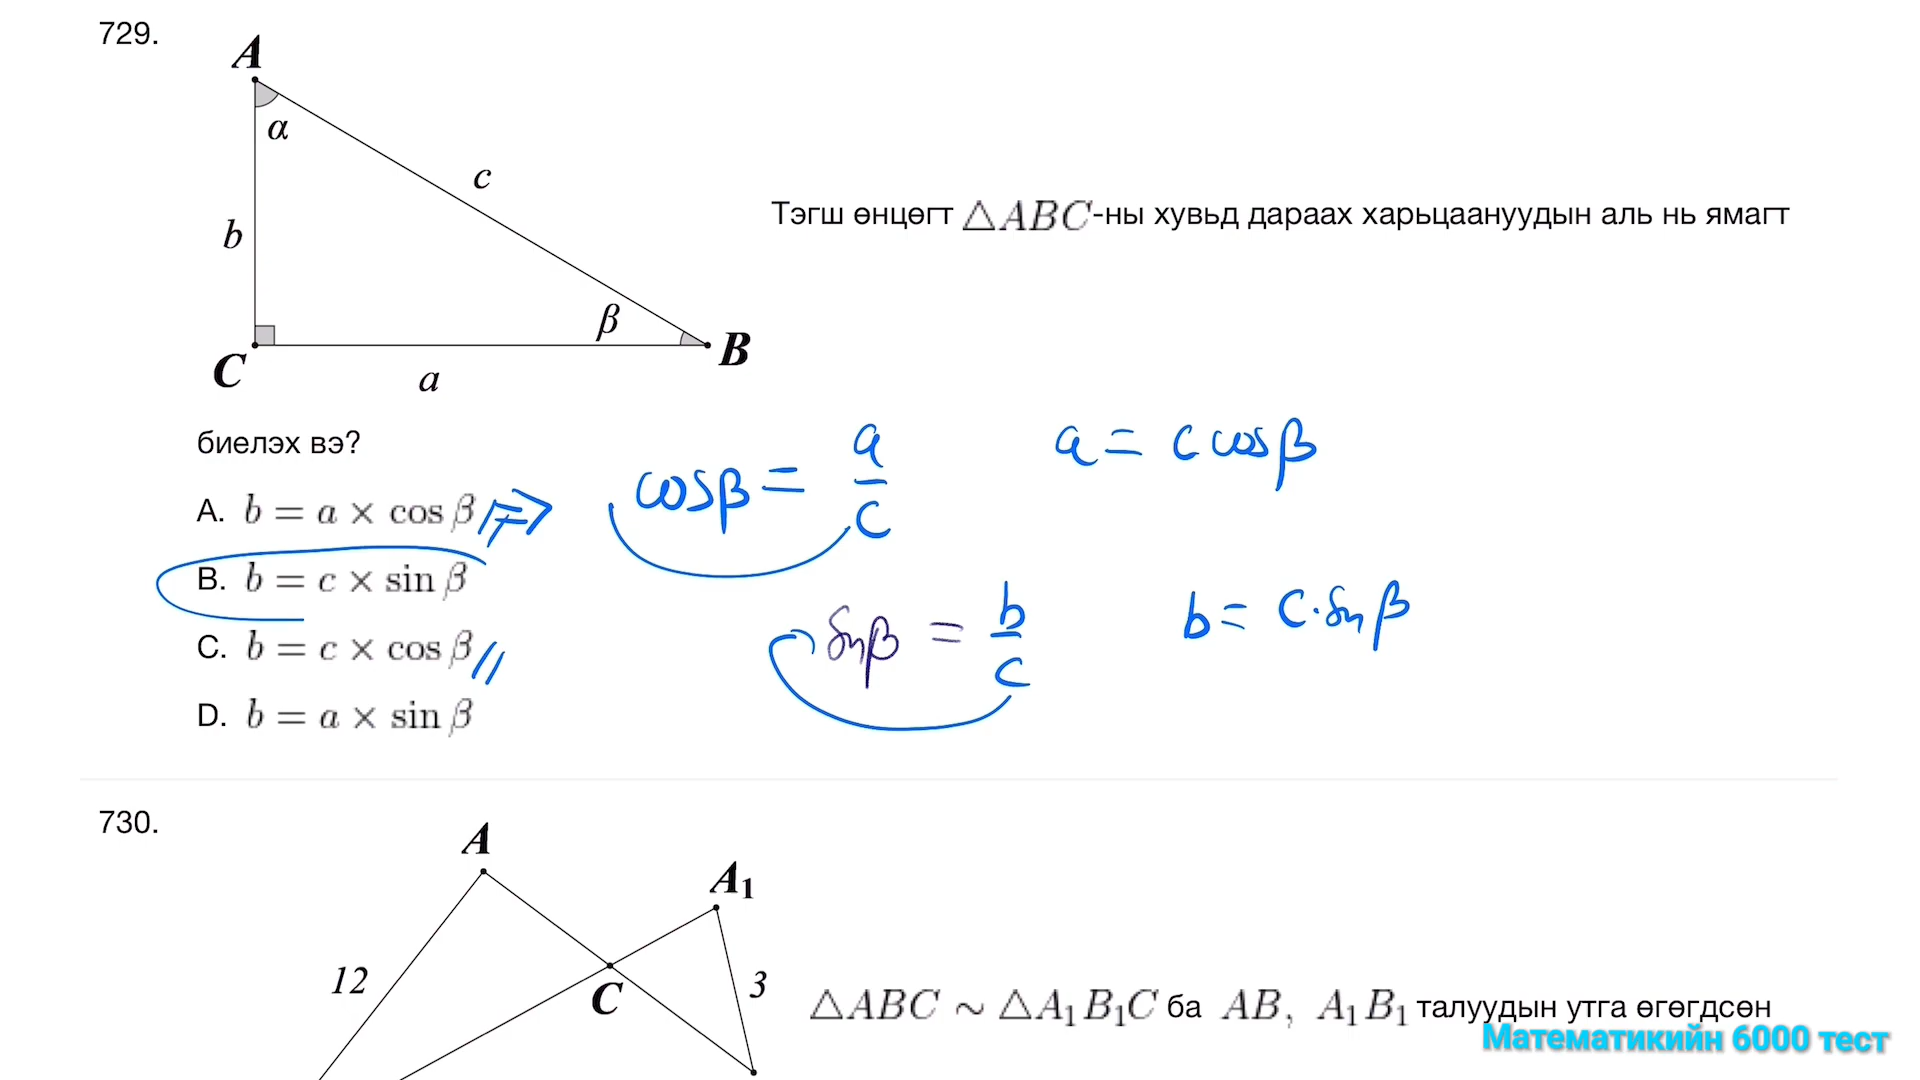 729.
A
α
c
b
β
C
B
a
Тэгш өнцөгт △ABC-ны хувьд дараах харьцаануудын аль нь ямагт
биелэх вэ?
A. b = a × cos β
B. b = c × sin β
C. b = c × cos β
D. b = a × sin β
cosβ = a/c
a = c cosβ
sinβ = b/c
b = c·sinβ
730.
A
A₁
12
C
3
△ABC ∼ △A₁B₁C ба AB, A₁B₁ талуудын утга өгөгдсөн
Математикийн 6000 тест